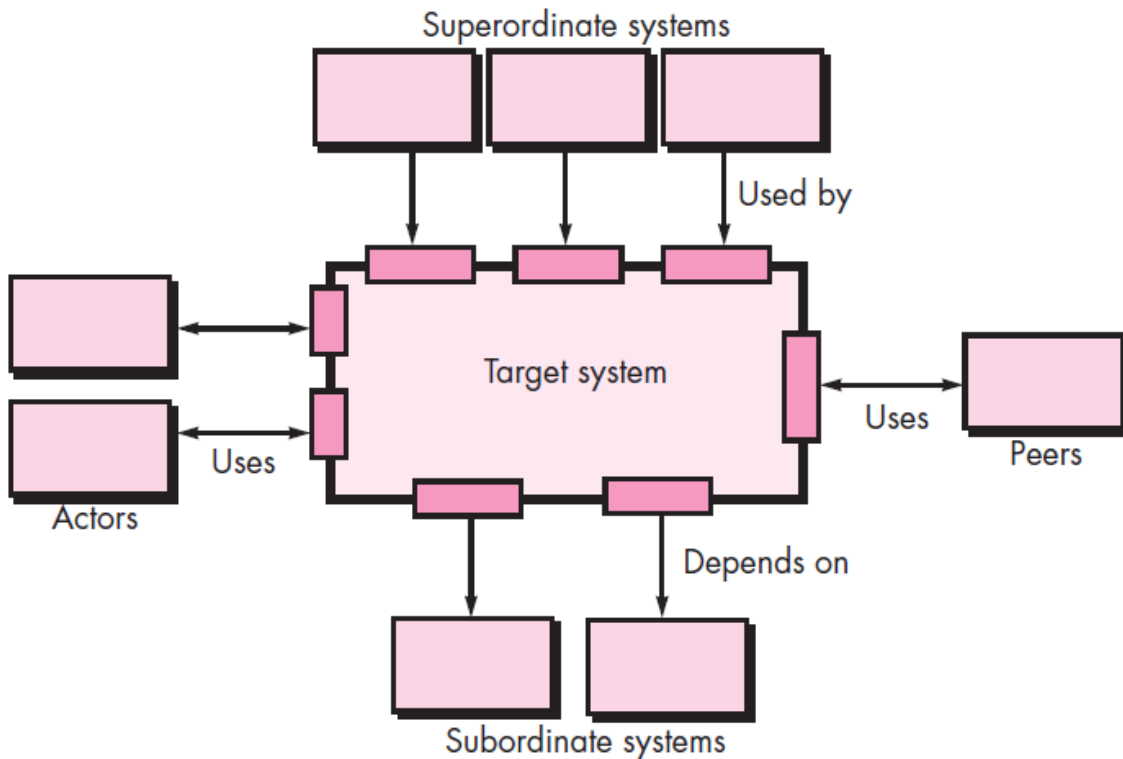 Superordinate systems
Used by
Target system
Uses
Peers
Uses
Actors
Depends on
Subordinate systems